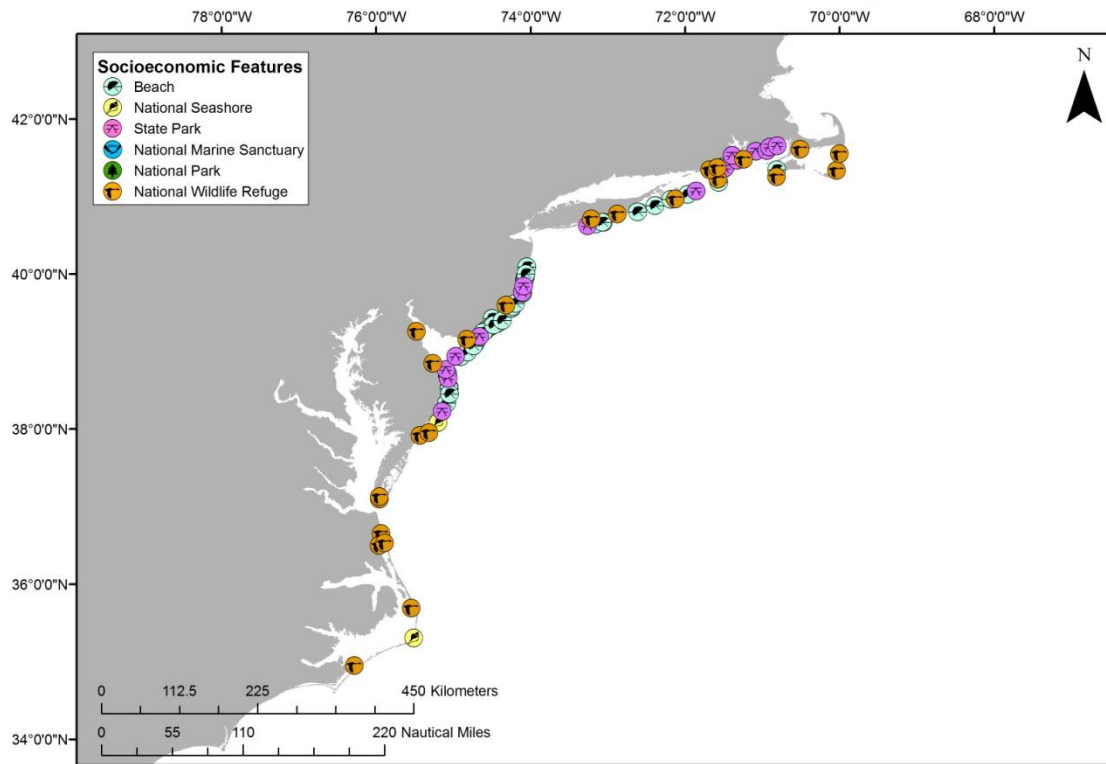 78°0'0"W 76°0'0"W 74°0'0"W 72°0'0"W 70°0'0"W 68°0'0"W
Socioeconomic Features
Beach
National Seashore
State Park
National Marine Sanctuary
National Park
National Wildlife Refuge
N
42°0'0"N
40°0'0"N
38°0'0"N
36°0'0"N
34°0'0"N
0 112.5 225 450 Kilometers
0 55 110 220 Nautical Miles